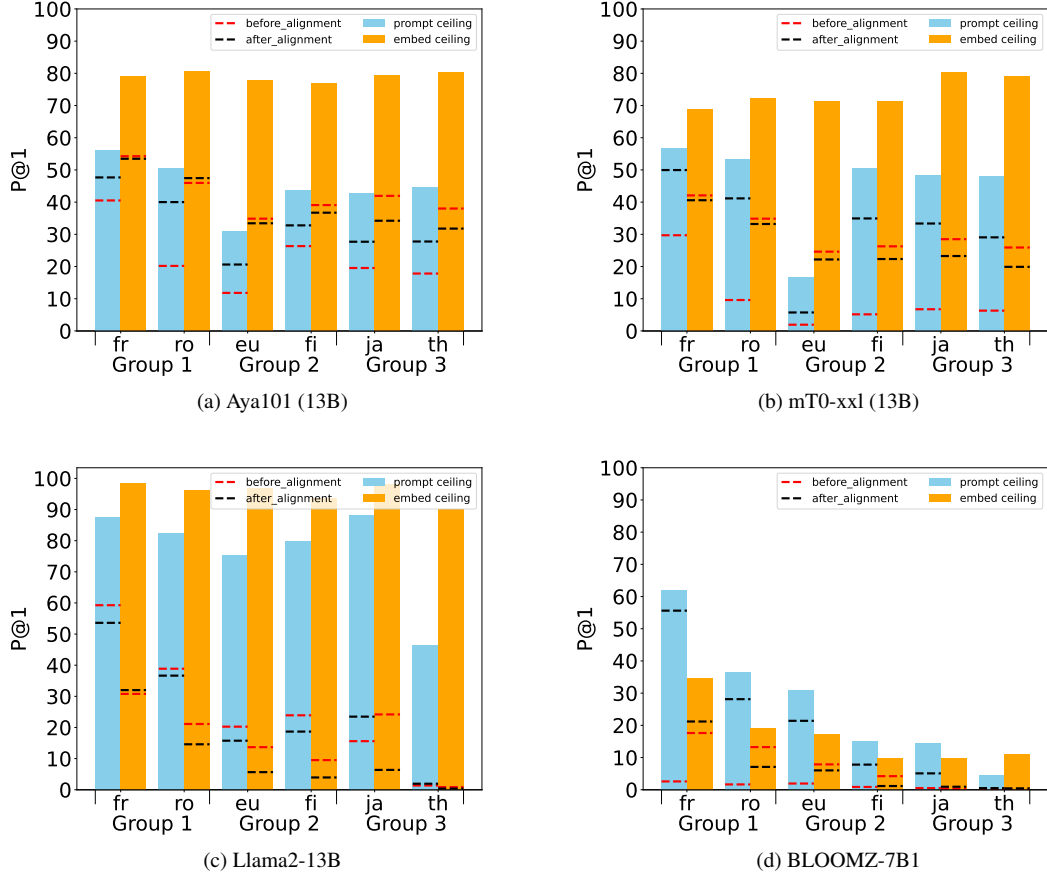 before_alignment
after_alignment
prompt ceiling
embed ceiling
100
90
80
70
60
50
40
30
20
10
0
P@1
fr ro eu fi ja th
Group 1 Group 2 Group 3
(a) Aya101 (13B)
before_alignment
after_alignment
prompt ceiling
embed ceiling
100
90
80
70
60
50
40
30
20
10
0
P@1
fr ro eu fi ja th
Group 1 Group 2 Group 3
(b) mT0-xxl (13B)
before_alignment
after_alignment
prompt ceiling
embed ceiling
100
90
80
70
60
50
40
30
20
10
0
P@1
fr ro eu fi ja th
Group 1 Group 2 Group 3
(c) Llama2-13B
before_alignment
after_alignment
prompt ceiling
embed ceiling
100
90
80
70
60
50
40
30
20
10
0
P@1
fr ro eu fi ja th
Group 1 Group 2 Group 3
(d) BLOOMZ-7B1